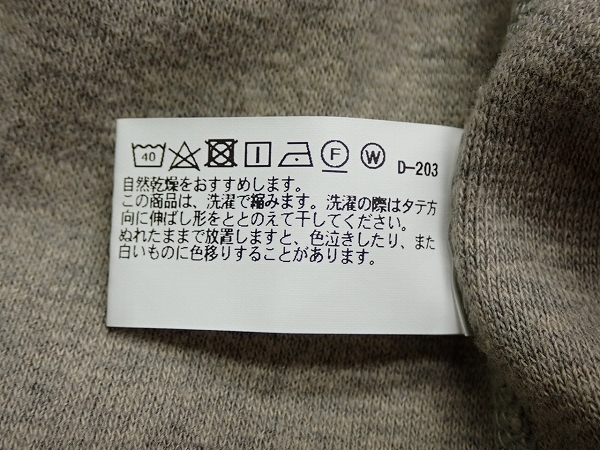 40 F W D-203
自然乾燥をおすすめします。
この商品は、洗濯で縮みます。洗濯の際はタテ方
向に伸ばし形をととのえて干してください。
ぬれたままで放置しますと、色泣きしたり、また
白いものに色移りすることがあります。